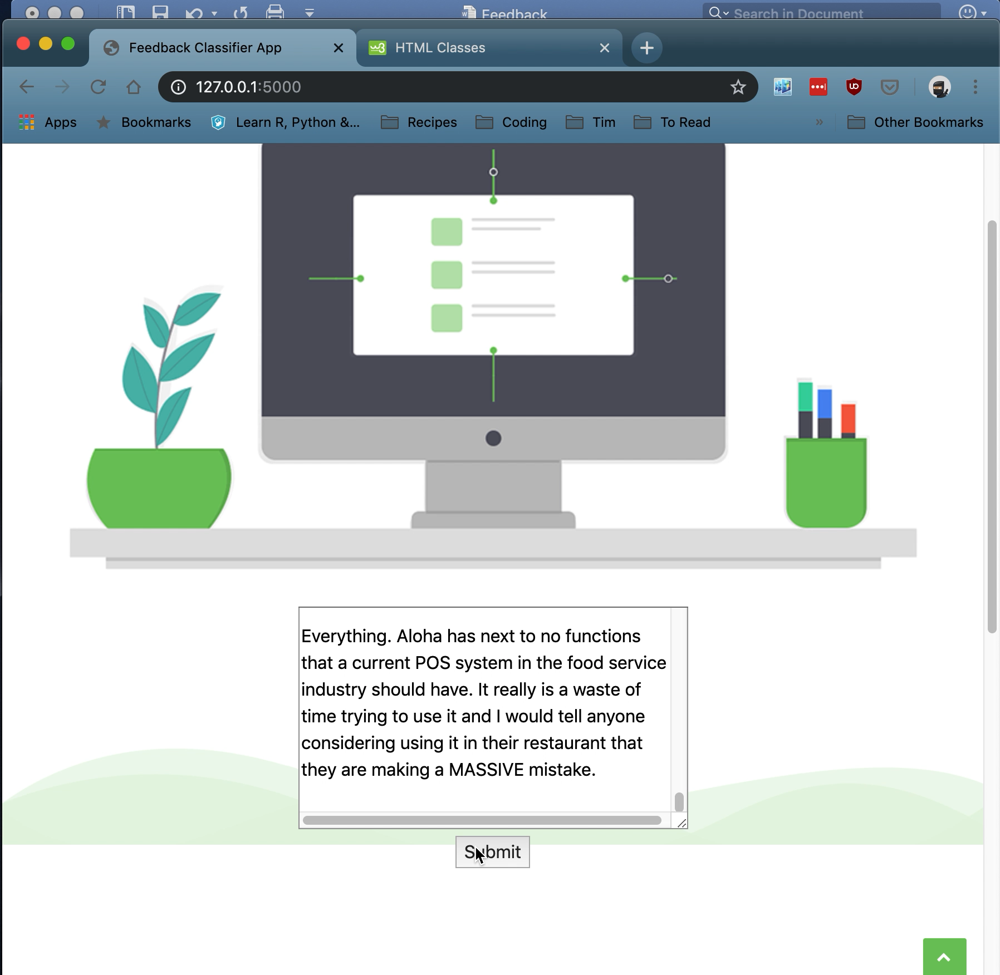 Feedback
Search in Document
Feedback Classifier App
HTML Classes
127.0.0.1:5000
Apps
Bookmarks
Learn R, Python &...
Recipes
Coding
Tim
To Read
»
Other Bookmarks
Everything. Aloha has next to no functions
that a current POS system in the food service
industry should have. It really is a waste of
time trying to use it and I would tell anyone
considering using it in their restaurant that
they are making a MASSIVE mistake.
Submit